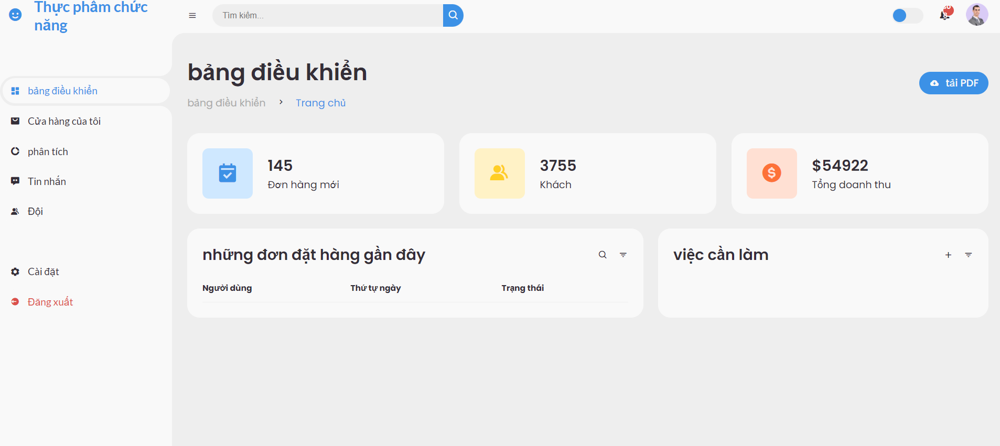 Thực phẩm chức
năng
Tìm kiếm...
số
8
bảng điều khiển
Cửa hàng của tôi
phân tích
Tin nhắn
Đội
Cài đặt
Đăng xuất
bảng điều khiển
bảng điều khiển > Trang chủ
tải PDF
145
Đơn hàng mới
3755
Khách
$54922
Tổng doanh thu
những đơn đặt hàng gần đây
Người dùng Thứ tự ngày Trạng thái
việc cần làm